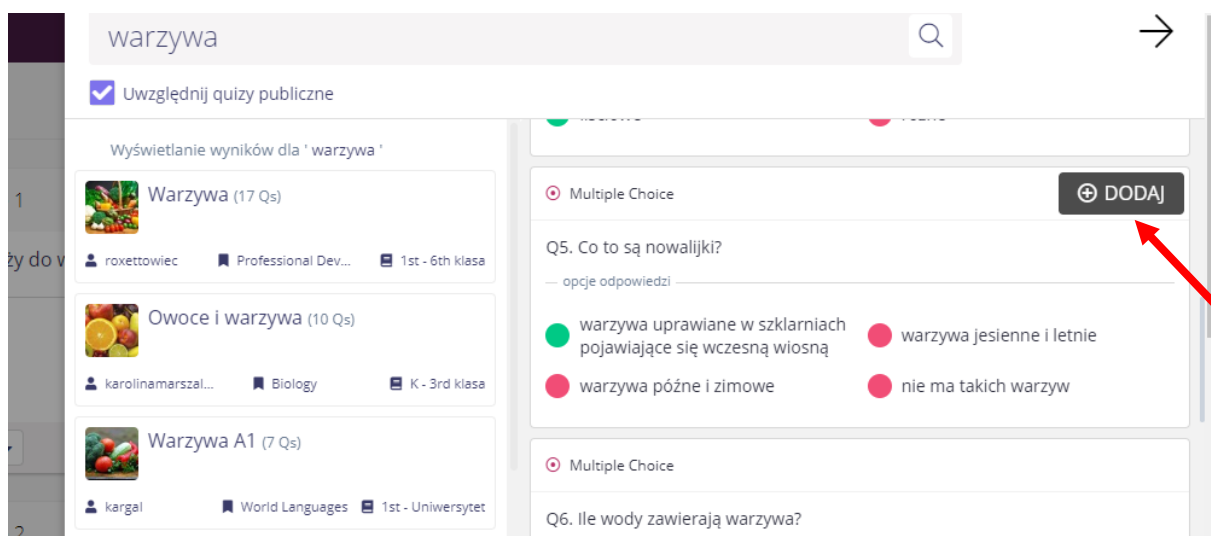 warzywa
Uwzględnij quizy publiczne
Wyświetlanie wyników dla ' warzywa '
1
ży do w
2
Warzywa (17 Qs)
roxettowiec Professional Dev... 1st - 6th klasa
Owoce i warzywa (10 Qs)
karolinamarszal... Biology K - 3rd klasa
Warzywa A1 (7 Qs)
kargal World Languages 1st - Uniwersytet
Multiple Choice
DODAJ
Q5. Co to są nowalijki?
opcje odpowiedzi
warzywa uprawiane w szklarniach
pojawiające się wczesną wiosną
warzywa jesienne i letnie
warzywa późne i zimowe
nie ma takich warzyw
Multiple Choice
Q6. Ile wody zawierają warzywa?